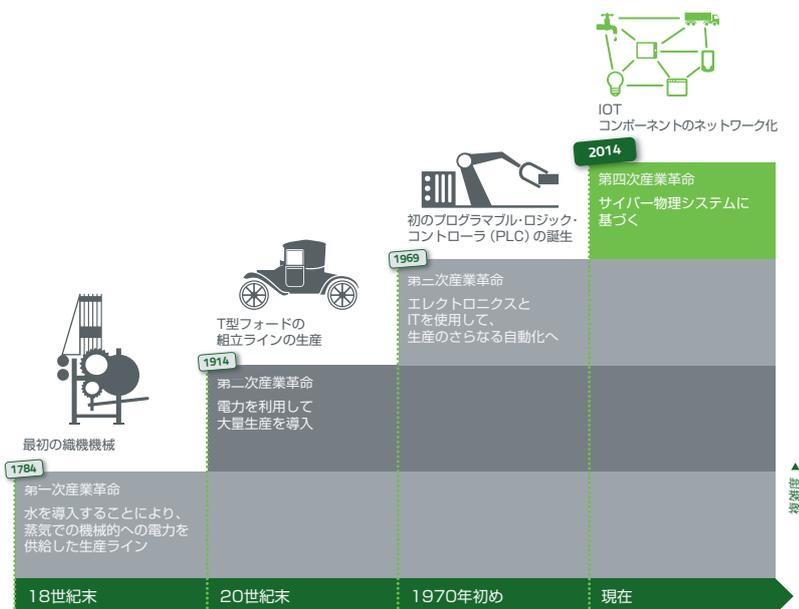 IOT
コンポーネントのネットワーク化
2014
第四次産業革命
サイバー物理システムに
基づく
初のプログラマブル・ロジック・
コントローラ（PLC）の誕生
1969
第三次産業革命
エレクトロニクスと
ITを使用して、
生産のさらなる自動化へ
T型フォードの
組立ラインの生産
1914
第二次産業革命
電力を利用して
大量生産を導入
最初の織機機械
1784
第一次産業革命
水を導入することにより、
蒸気での機械的への電力を
供給した生産ライン
複雑性
18世紀末
20世紀末
1970年初め
現在